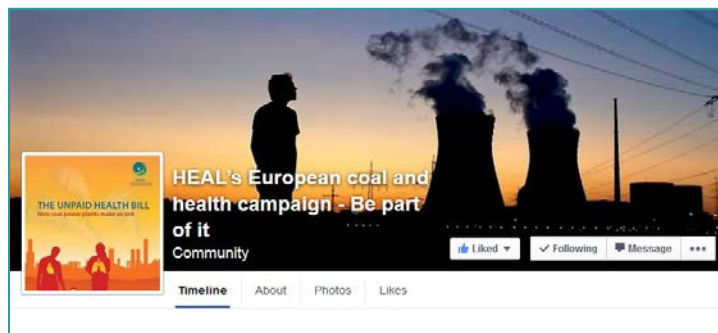 THE UNPAID HEALTH BILL
How coal power plants make us sick
HEAL's European coal and
health campaign - Be part
of it
Community
Liked
Following
Message
Timeline About Photos Likes